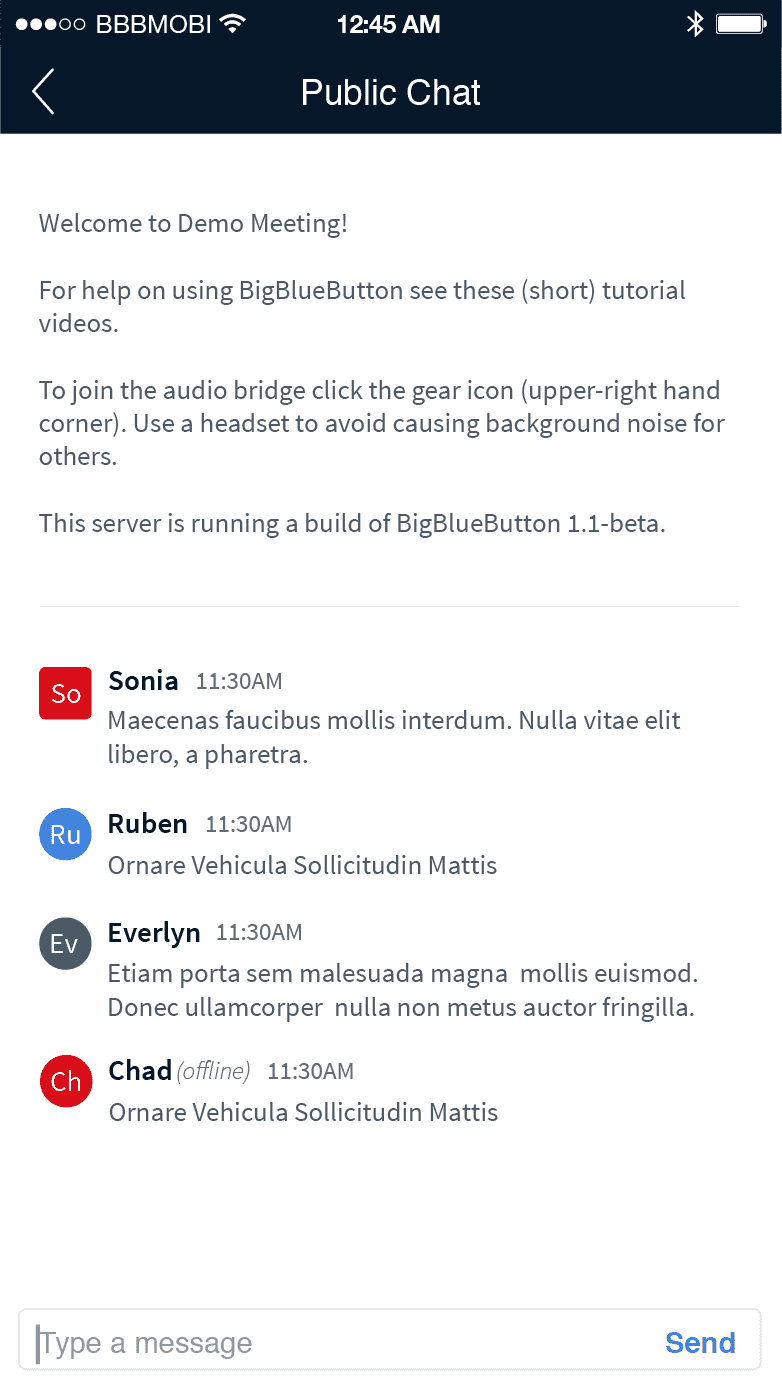 BBBMOBI 12:45 AM
Public Chat
Welcome to Demo Meeting!
For help on using BigBlueButton see these (short) tutorial
videos.
To join the audio bridge click the gear icon (upper-right hand
corner). Use a headset to avoid causing background noise for
others.
This server is running a build of BigBlueButton 1.1-beta.
So Sonia 11:30AM
Maecenas faucibus mollis interdum. Nulla vitae elit
libero, a pharetra.
Ru Ruben 11:30AM
Ornare Vehicula Sollicitudin Mattis
Ev Everlyn 11:30AM
Etiam porta sem malesuada magna  mollis euismod.
Donec ullamcorper  nulla non metus auctor fringilla.
Ch Chad (offline) 11:30AM
Ornare Vehicula Sollicitudin Mattis
Type a message Send